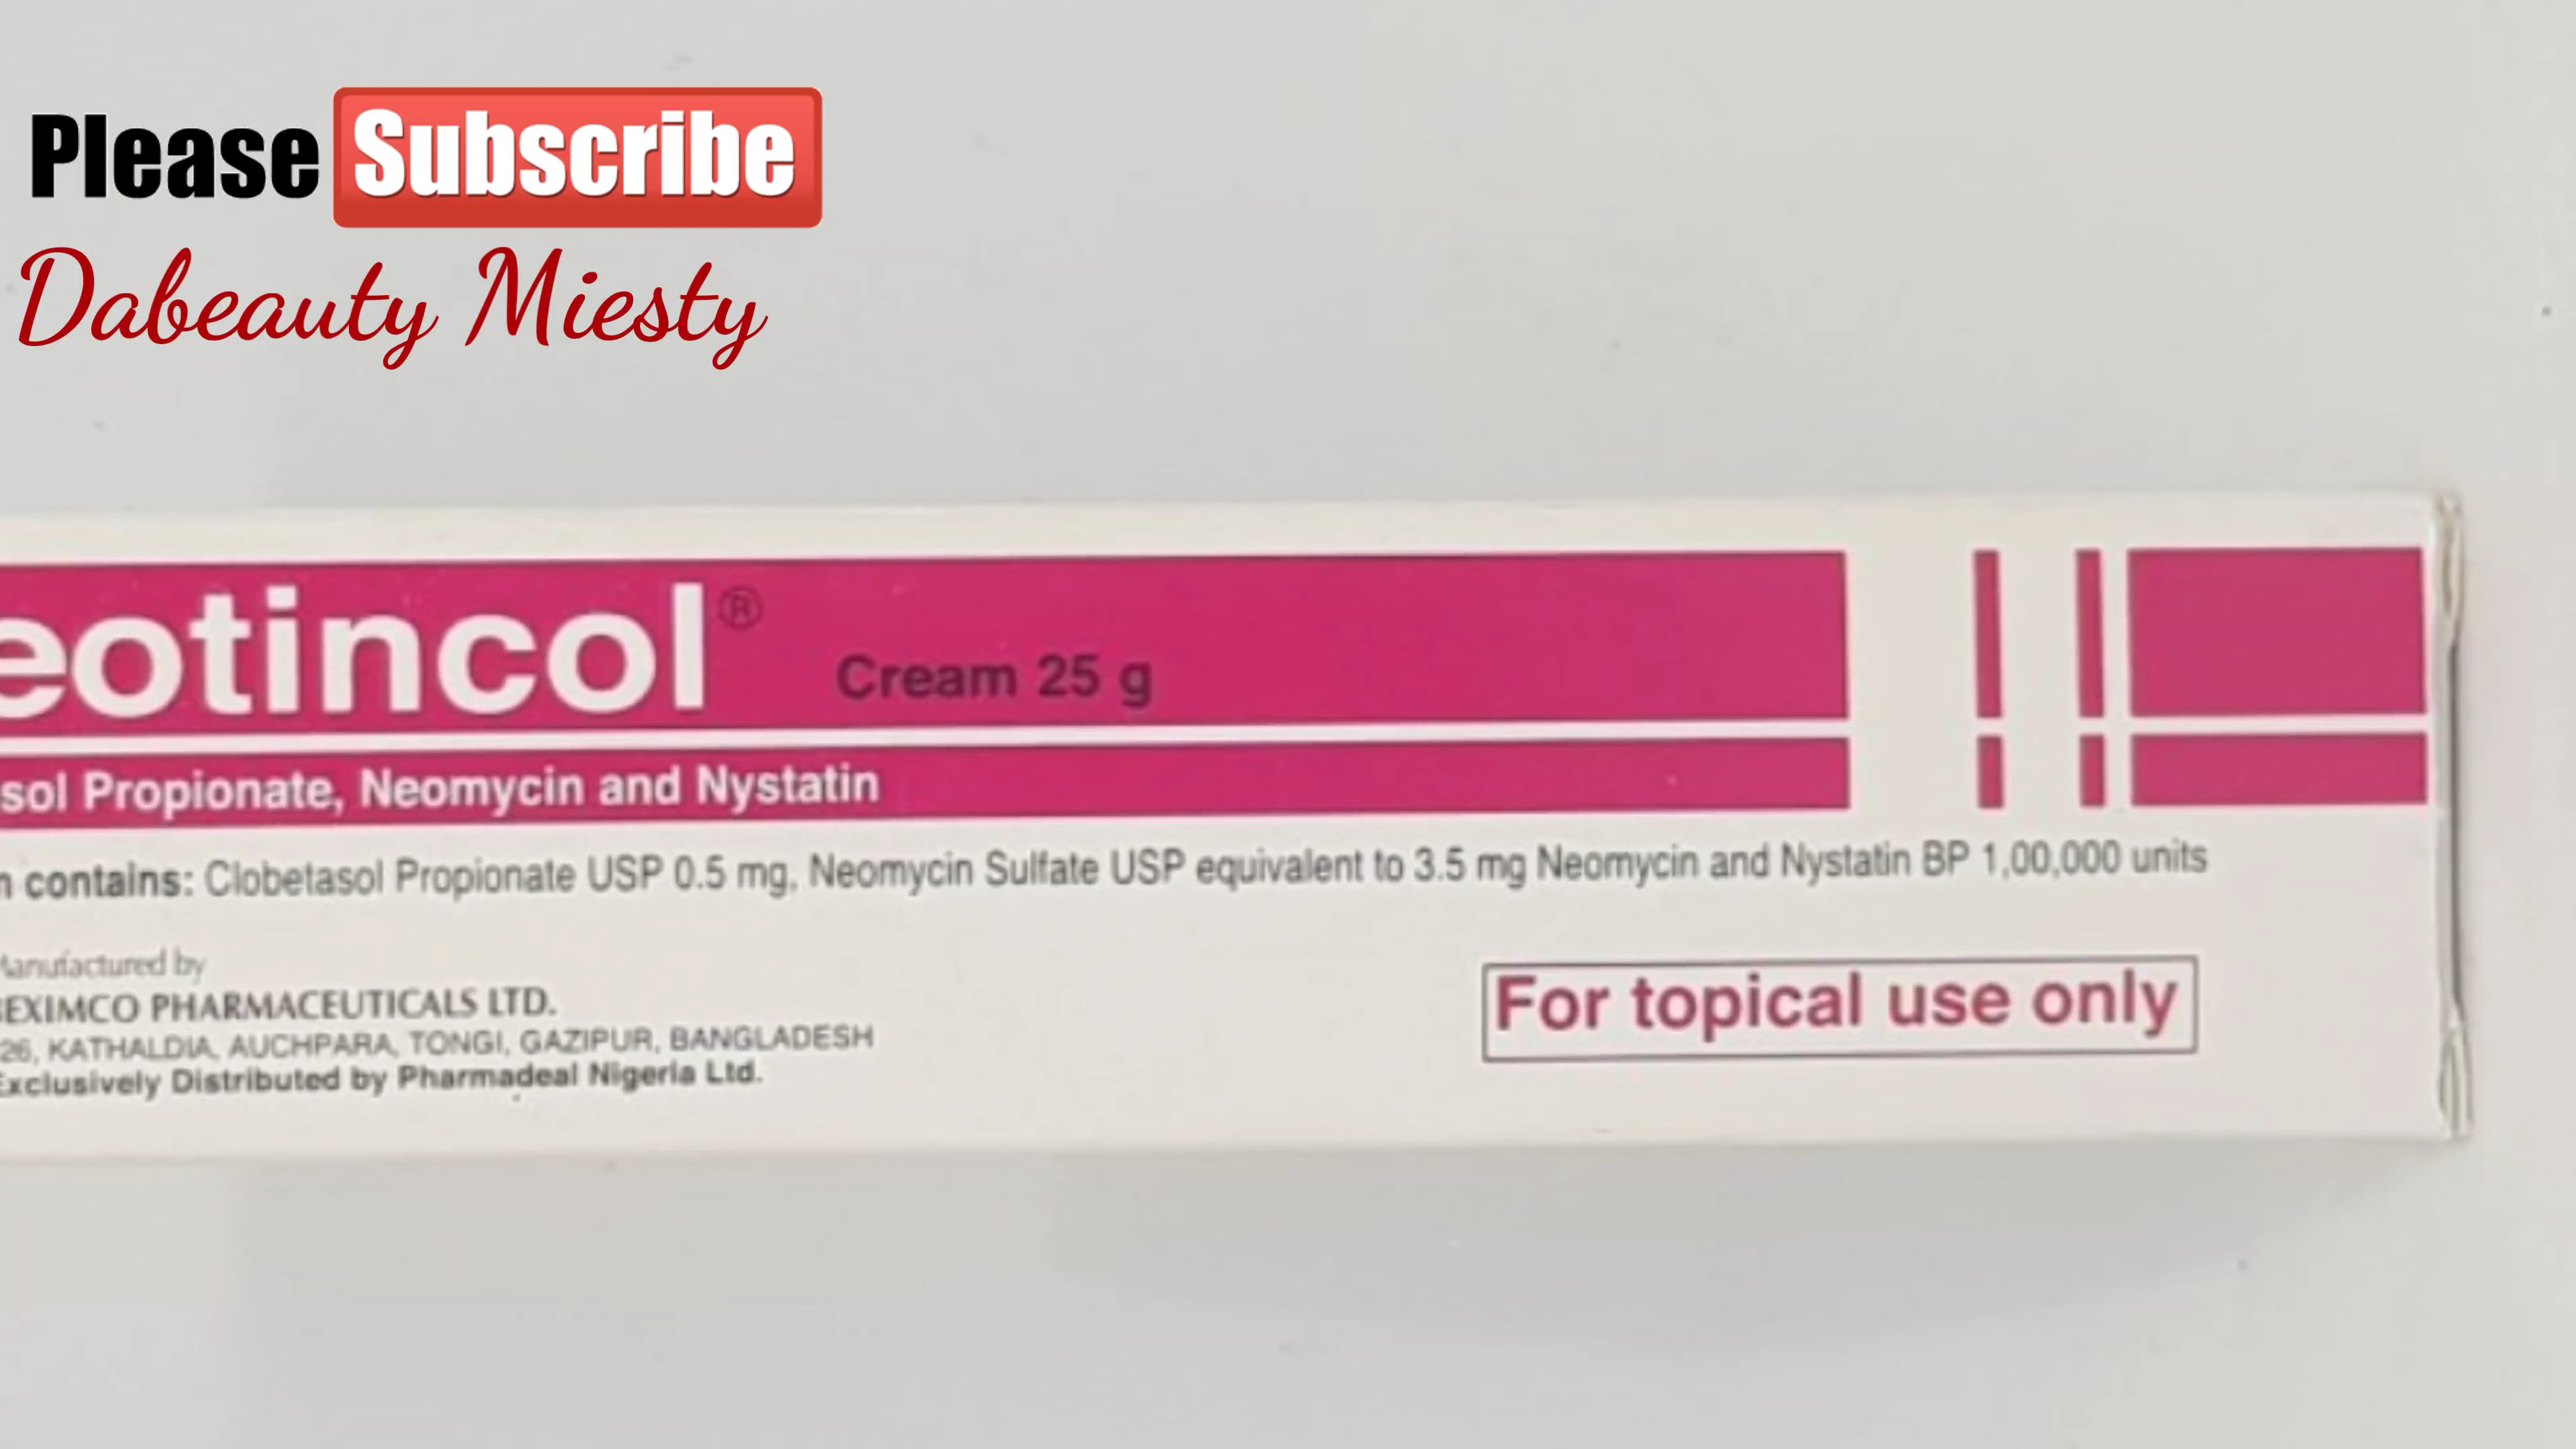 Please Subscribe
Dabeauty Miesty
eotincol® Cream 25 g
sol Propionate, Neomycin and Nystatin
contains: Clobetasol Propionate USP 0.5 mg, Neomycin Sulfate USP equivalent to 3.5 mg Neomycin and Nystatin BP 1,00,000 units
Manufactured by
EXIMCO PHARMACEUTICALS LTD.
26, KATHALDIA, AUCHPARA, TONGI, GAZIPUR, BANGLADESH
Exclusively Distributed by Pharmadeal Nigeria Ltd.
For topical use only